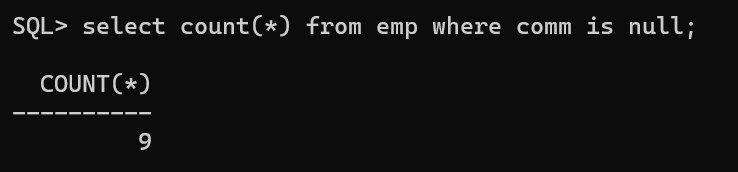 SQL> select count(*) from emp where comm is null;
COUNT(*)
----------
9